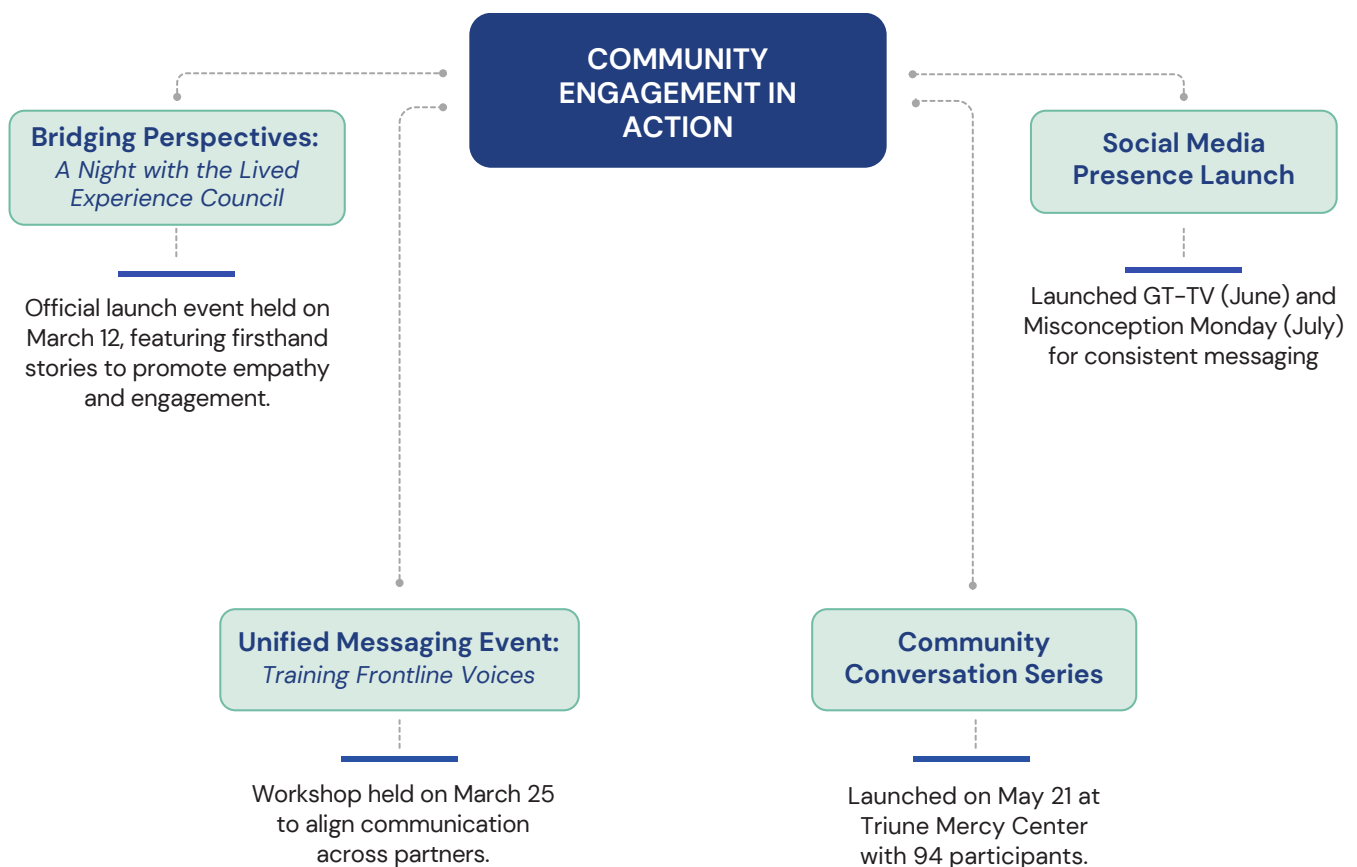 COMMUNITY
ENGAGEMENT IN
ACTION
Bridging Perspectives:
A Night with the Lived
Experience Council
Official launch event held on
March 12, featuring firsthand
stories to promote empathy
and engagement.
Social Media
Presence Launch
Launched GT-TV (June) and
Misconception Monday (July)
for consistent messaging
Unified Messaging Event:
Training Frontline Voices
Workshop held on March 25
to align communication
across partners.
Community
Conversation Series
Launched on May 21 at
Triune Mercy Center
with 94 participants.